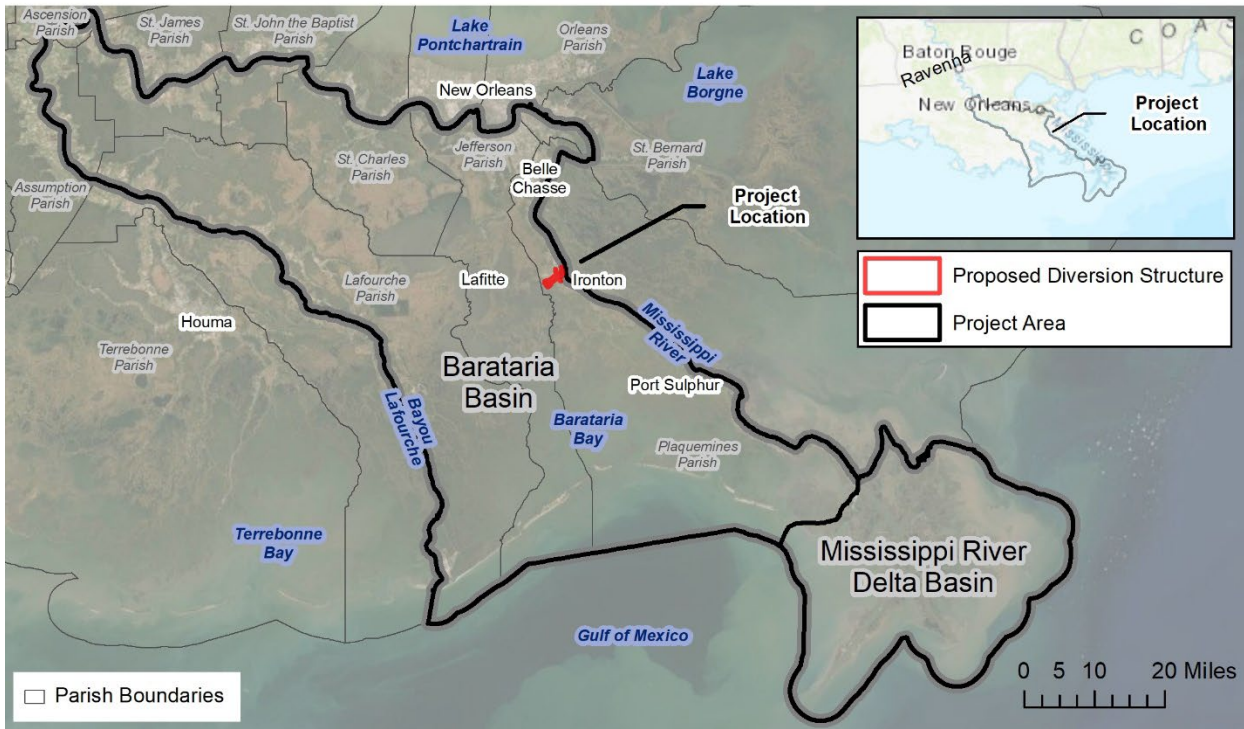 Ascension
Parish
St. James
Parish
St. John the Baptist
Parish
Lake
Pontchartrain
Orleans
Parish
Lake
Borgne
New Orleans
Jefferson
Parish
St. Charles
Parish
St. Bernard
Parish
Belle
Chasse
Assumption
Parish
Project
Location
Lafourche
Parish
Lafitte
Ironton
Houma
Terrebonne
Parish
Mississippi
River
Barataria
Basin
Port Sulphur
Bayou
Lafourche
Barataria
Bay
Plaquemines
Parish
Terrebonne
Bay
Mississippi River
Delta Basin
Gulf of Mexico
0 5 10 20 Miles
Parish Boundaries
COA
Baton Rouge
Ravenna
New Orleans
Mississippi
Project
Location
Proposed Diversion Structure
Project Area